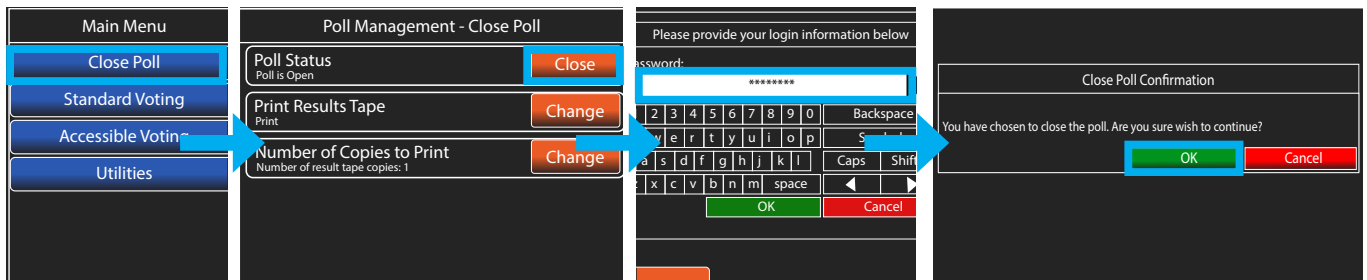 Main Menu
Close Poll
Standard Voting
Accessible Voting
Utilities
Poll Management - Close Poll
Poll Status
Poll is Open
Close
Print Results Tape
Print
Change
Number of Copies to Print
Number of result tape copies: 1
Change
Please provide your login information below
assword:
********
2 3 4 5 6 7 8 9 0 Backspace
w e r t y u i o p
a s d f g h j k l Caps Shift
x c v b n m space
OK Cancel
Close Poll Confirmation
You have chosen to close the poll. Are you sure wish to continue?
OK Cancel